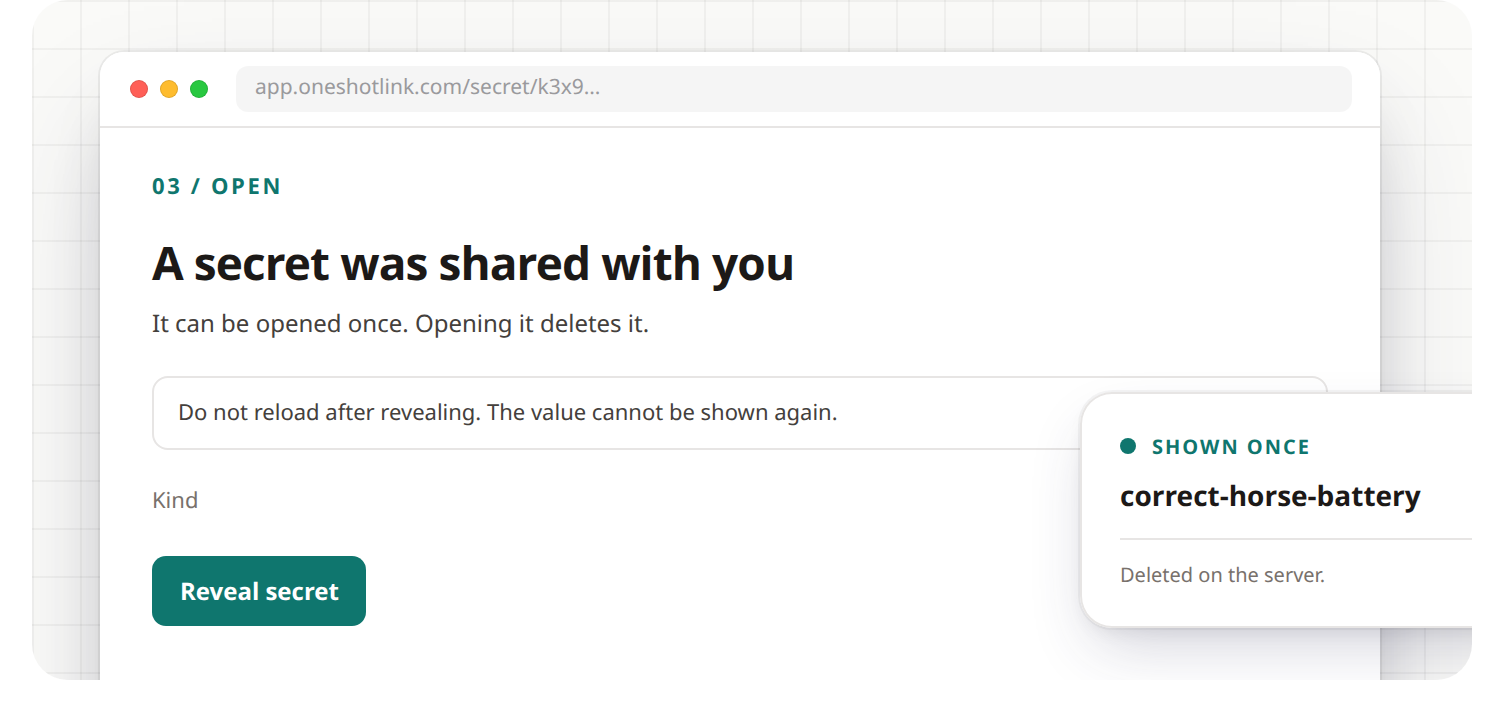 app.oneshotlink.com/secret/k3x9...
03 / OPEN
A secret was shared with you
It can be opened once. Opening it deletes it.
Do not reload after revealing. The value cannot be shown again.
Kind
Reveal secret
SHOWN ONCE
correct-horse-battery
Deleted on the server.